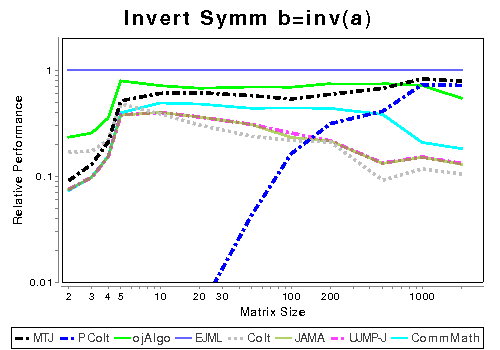 Invert Symm b=inv(a)
Relative Performance
1
0.1
0.01
2 3 4 5 10 20 30 100 200 1000
Matrix Size
MTJ PColt ojAlgo EJML Colt JAMA UJMP-J CommMath